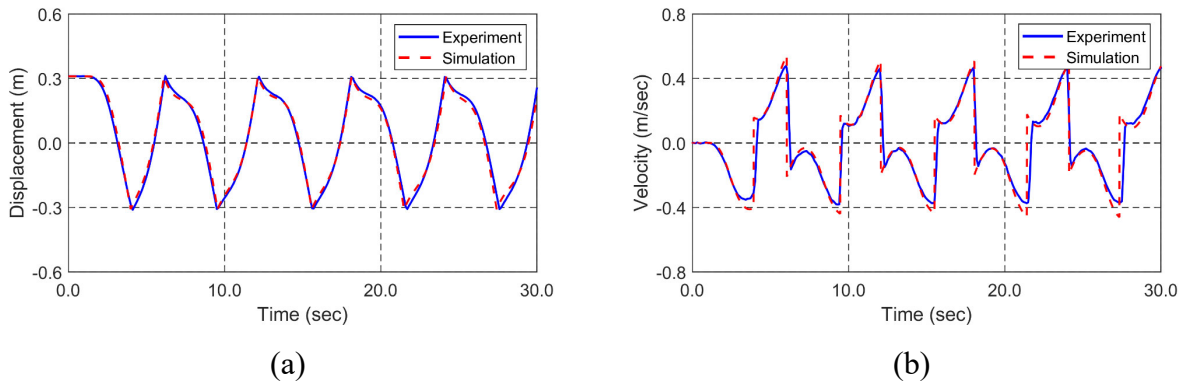 0.6
0.3
0.0
-0.3
-0.6
Displacement (m)
Experiment
Simulation
0.0
10.0
20.0
30.0
Time (sec)
(a)
0.8
0.4
0.0
-0.4
-0.8
Velocity (m/sec)
Experiment
Simulation
0.0
10.0
20.0
30.0
Time (sec)
(b)